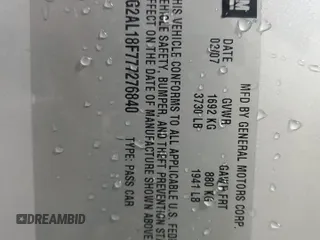 GM
MFD BY GENERAL MOTORS CORP.
DATE GVWR GAWR FRT
02/07 1692 KG 880 KG
3730 LB 1941 LB
THIS VEHICLE CONFORMS TO ALL APPLICABLE U.S. FED
VEHICLE SAFETY, BUMPER, AND THEFT PREVENTION STA
EFFECT ON THE DATE OF MANUFACTURE SHOWN ABOVE
G2AL18F777276840 TYPE: PASS CAR
DREAMBID